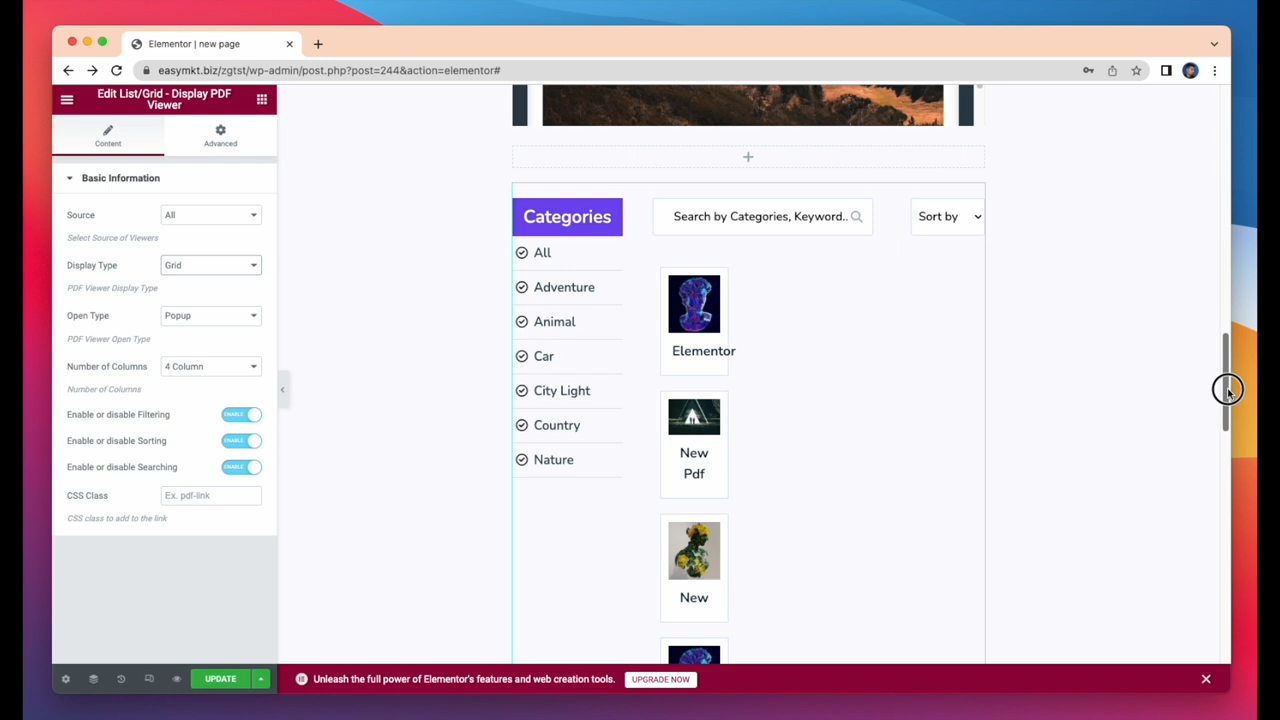 Elementor | new page
easymkt.biz/zgtst/wp-admin/post.php?post=244&action=elementor#
Edit List/Grid - Display PDF
Viewer
Content
Advanced
Basic Information
Source
All
Select Source of Viewers
Display Type
Grid
PDF Viewer Display Type
Open Type
Popup
PDF Viewer Open Type
Number of Columns
4 Column
Number of Columns
Enable or disable Filtering
ENABLE
Enable or disable Sorting
ENABLE
Enable or disable Searching
ENABLE
CSS Class
Ex. pdf-link
CSS class to add to the link
UPDATE
Categories
All
Adventure
Animal
Car
City Light
Country
Nature
Search by Categories, Keyword..
Sort by
Elementor
New
Pdf
New
Unleash the full power of Elementor's features and web creation tools.
UPGRADE NOW